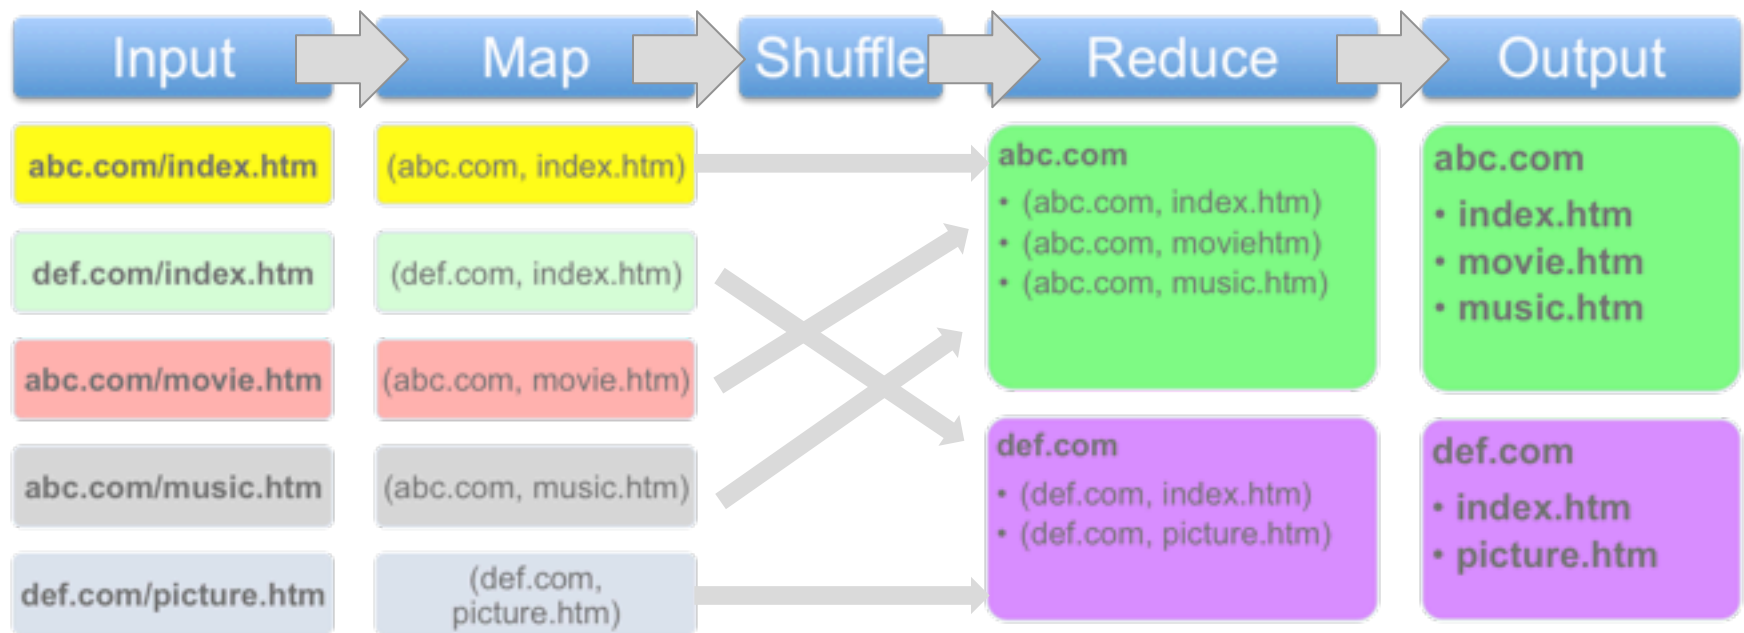 Input
Map
Shuffle
Reduce
Output
abc.com/index.htm
def.com/index.htm
abc.com/movie.htm
abc.com/music.htm
def.com/picture.htm
(abc.com, index.htm)
(def.com, index.htm)
(abc.com, movie.htm)
(abc.com, music.htm)
(def.com,
picture.htm)
abc.com
• (abc.com, index.htm)
• (abc.com, moviehtm)
• (abc.com, music.htm)
def.com
• (def.com, index.htm)
• (def.com, picture.htm)
abc.com
• index.htm
• movie.htm
• music.htm
def.com
• index.htm
• picture.htm